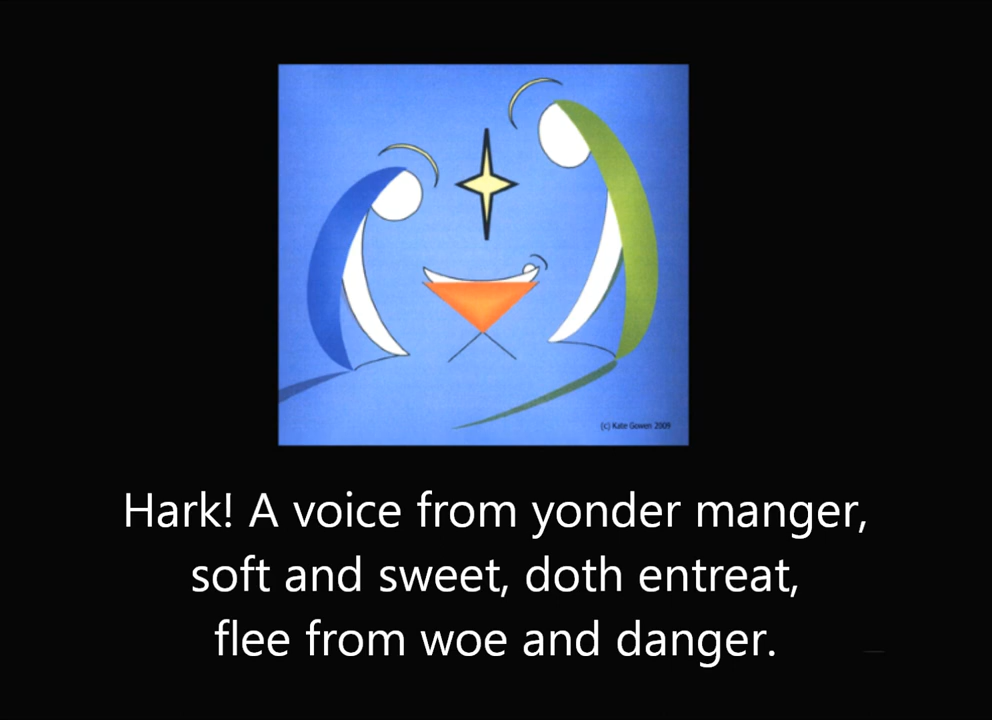 (c) Kate Gowen 2009
Hark! A voice from yonder manger,
soft and sweet, doth entreat,
flee from woe and danger.